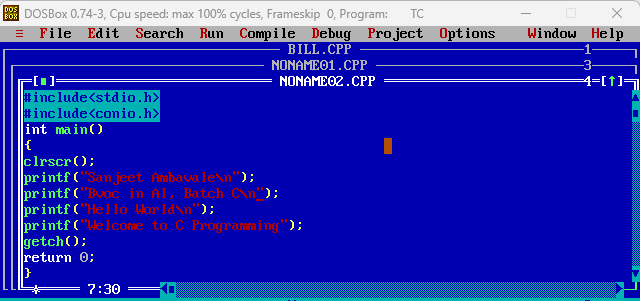 DOSBox 0.74-3, Cpu speed: max 100% cycles, Frameskip 0, Program: TC
≡ File Edit Search Run Compile Debug Project Options Window Help
BILL.CPP 1
NONAME01.CPP 3
[■] NONAME02.CPP 4=[↑]
#include<stdio.h>
#include<conio.h>
int main()
{
clrscr();
printf("Sanjeet Ambavale\n");
printf("Bvoc in AI, Batch C\n");
printf("Hello World\n");
printf("Welcome to C Programming");
getch();
return 0;
}
* 7:30